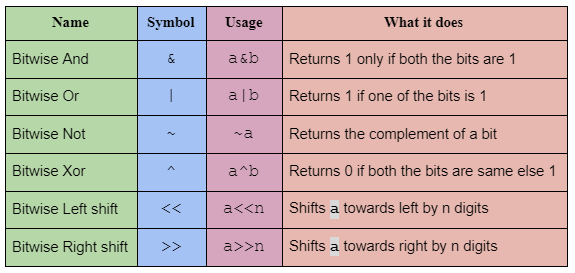 Name Symbol Usage What it does
Bitwise And & a&b Returns 1 only if both the bits are 1
Bitwise Or | a|b Returns 1 if one of the bits is 1
Bitwise Not ~ ~a Returns the complement of a bit
Bitwise Xor ^ a^b Returns 0 if both the bits are same else 1
Bitwise Left shift << a<<n Shifts a towards left by n digits
Bitwise Right shift >> a>>n Shifts a towards right by n digits